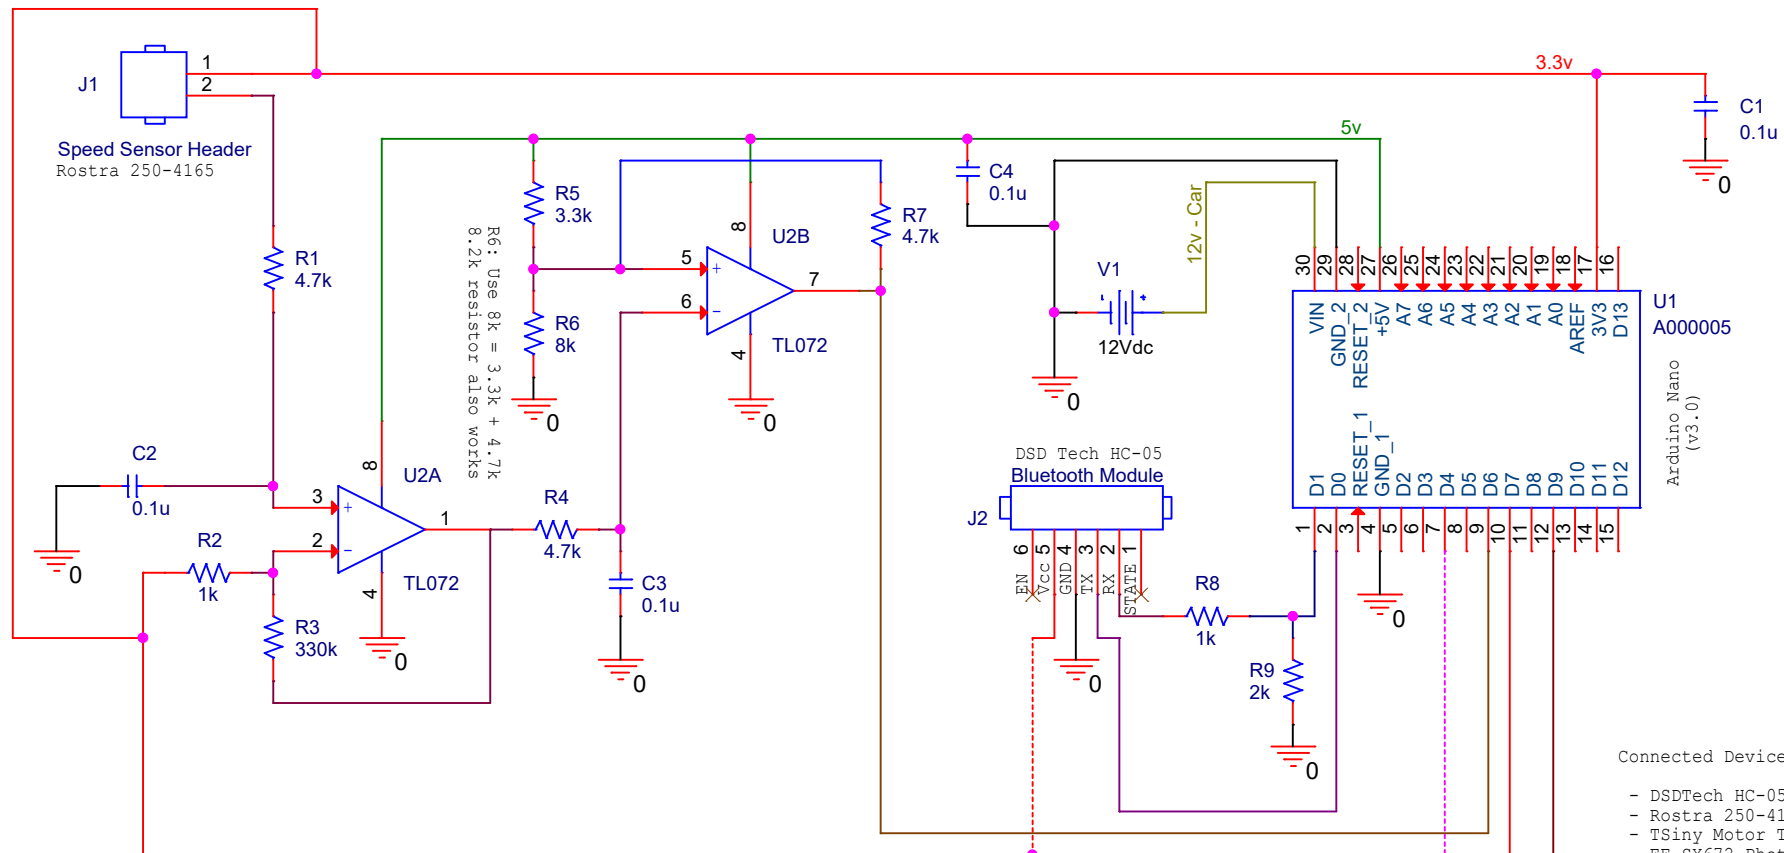 J1
1
2
Speed Sensor Header
Rostra 250-4165
3.3v
C1
0.1u
0
5v
R5
3.3k
R6
8k
R6: Use 8k = 3.3k + 4.7k
8.2k resistor also works
0
8
U2B
5
+
6
−
7
4
TL072
0
R7
4.7k
C4
0.1u
12v - Car
V1
12Vdc
0
R1
4.7k
C2
0.1u
0
8
U2A
3
+
2
−
1
4
TL072
0
R2
1k
R3
330k
R4
4.7k
C3
0.1u
0
30 29 28 27 26 25 24 23 22 21 20 19 18 17 16
VIN GND_2 RESET_2 +5V A7 A6 A5 A4 A3 A2 A1 A0 AREF 3V3 D13
U1
A000005
Arduino Nano
(v3.0)
D1 D0 RESET_1 GND_1 D2 D3 D4 D5 D6 D7 D8 D9 D10 D11 D12
1 2 3 4 5 6 7 8 9 10 11 12 13 14 15
0
DSD Tech HC-05
Bluetooth Module
J2
6 5 4 3 2 1
EN Vcc GND TX RX STATE
0
R8
1k
R9
2k
0
Connected Device
- DSDTech HC-05
- Rostra 250-41
- TSiny Motor T